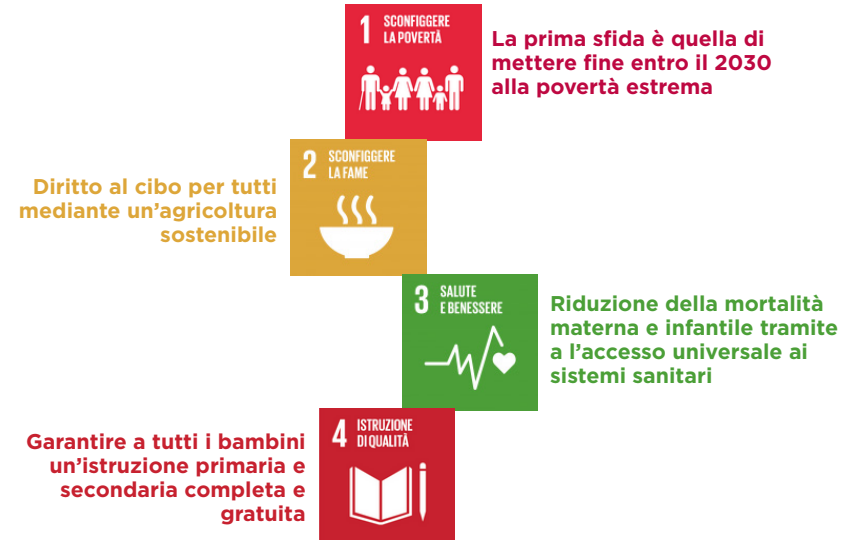 1 SCONFIGGERE
LA POVERTÀ
La prima sfida è quella di
mettere fine entro il 2030
alla povertà estrema
2 SCONFIGGERE
LA FAME
Diritto al cibo per tutti
mediante un'agricoltura
sostenibile
3 SALUTE
E BENESSERE
Riduzione della mortalità
materna e infantile tramite
a l'accesso universale ai
sistemi sanitari
4 ISTRUZIONE
DI QUALITÀ
Garantire a tutti i bambini
un'istruzione primaria e
secondaria completa e
gratuita